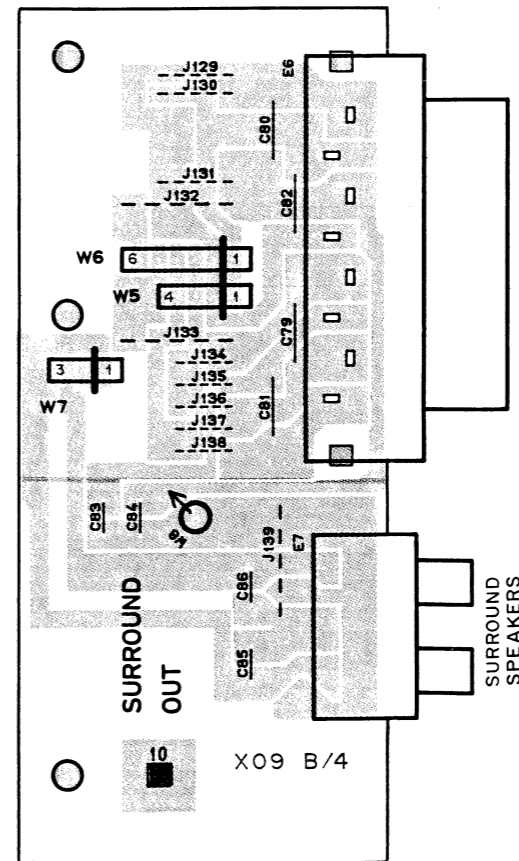 J129
E6
J130
C80
J131
C82
J132
W6 6 1
W5 4 1
C79
J133
J134
3 1
J135
W7
J136
C81
J137
J138
C83
C84
W8
J139
E7
C86
SURROUND
OUT
C85
SURROUND
SPEAKERS
10
X09 B/4